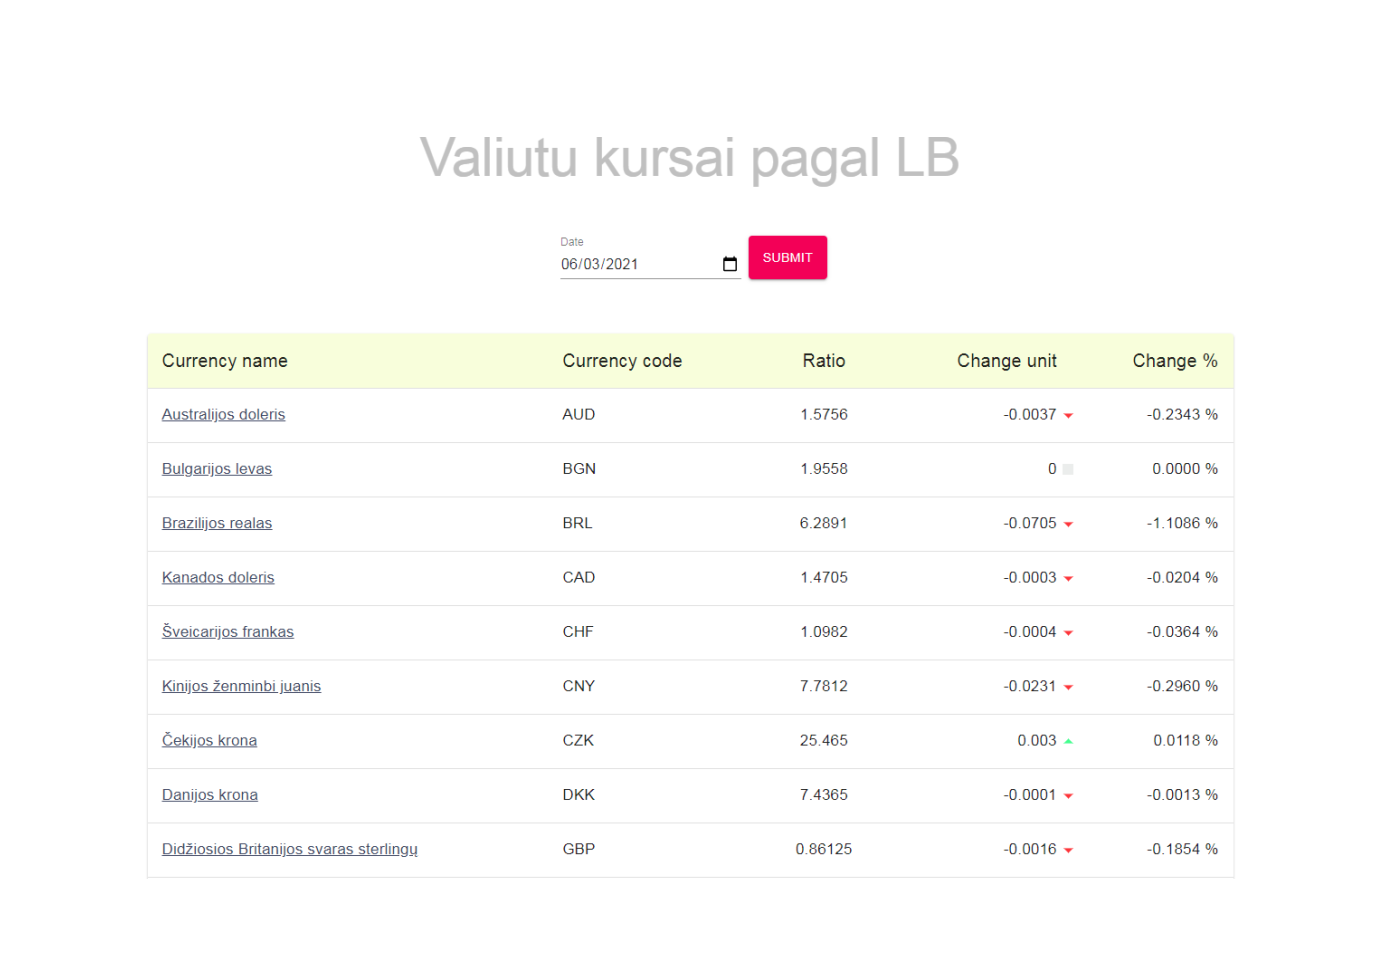 Valiutu kursai pagal LB
Date
06/03/2021
SUBMIT
Currency name Currency code Ratio Change unit Change %
Australijos doleris AUD 1.5756 -0.0037 -0.2343 %
Bulgarijos levas BGN 1.9558 0 0.0000 %
Brazilijos realas BRL 6.2891 -0.0705 -1.1086 %
Kanados doleris CAD 1.4705 -0.0003 -0.0204 %
Šveicarijos frankas CHF 1.0982 -0.0004 -0.0364 %
Kinijos ženminbi juanis CNY 7.7812 -0.0231 -0.2960 %
Čekijos krona CZK 25.465 0.003 0.0118 %
Danijos krona DKK 7.4365 -0.0001 -0.0013 %
Didžiosios Britanijos svaras sterlingų GBP 0.86125 -0.0016 -0.1854 %